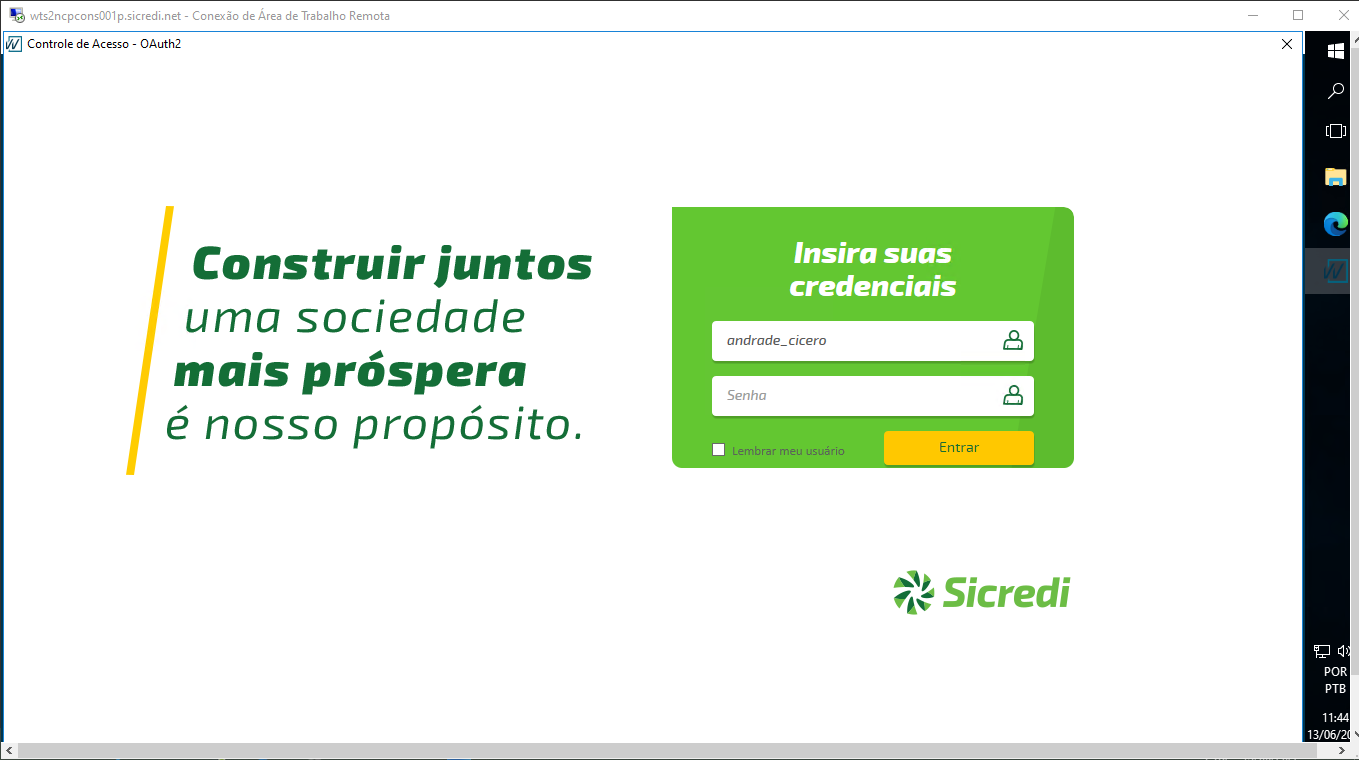 wts2ncpcons001p.sicredi.net - Conexão de Área de Trabalho Remota
Controle de Acesso - OAuth2
Construir juntos
uma sociedade
mais próspera
é nosso propósito.
Insira suas
credenciais
andrade_cicero
Senha
Lembrar meu usuário
Entrar
Sicredi
POR
PTB
11:44
13/06/20